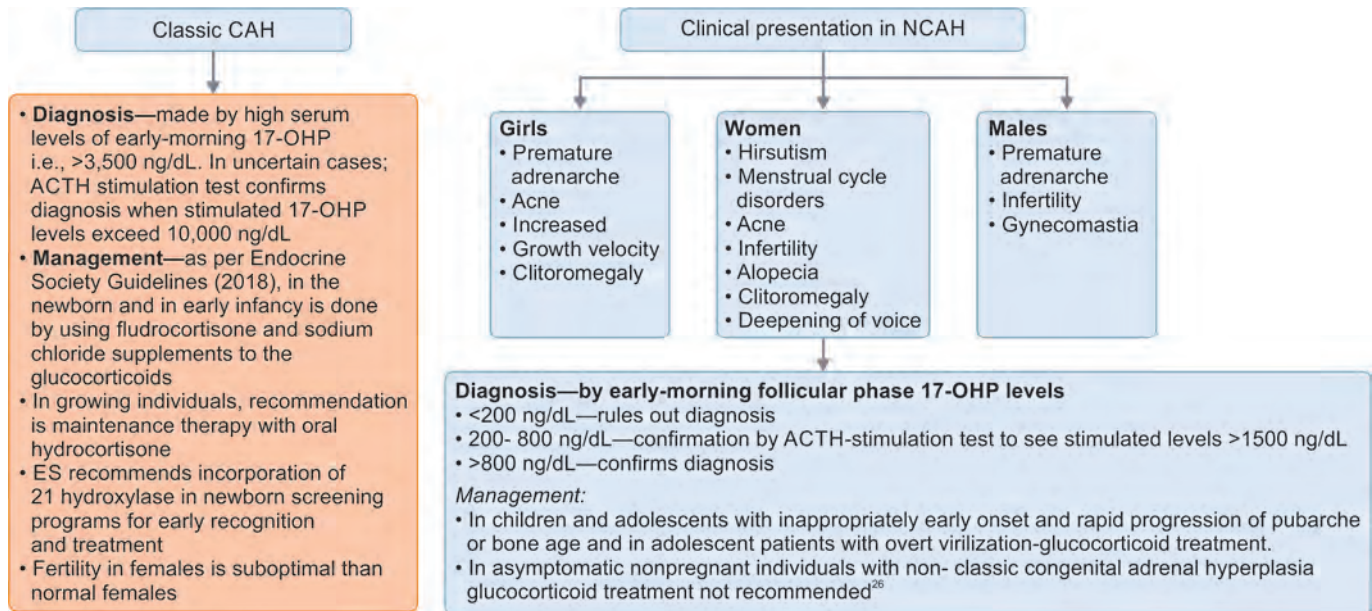 Classic CAH
• Diagnosis—made by high serum
levels of early-morning 17-OHP
i.e., >3,500 ng/dL. In uncertain cases;
ACTH stimulation test confirms
diagnosis when stimulated 17-OHP
levels exceed 10,000 ng/dL
• Management—as per Endocrine
Society Guidelines (2018), in the
newborn and in early infancy is done
by using fludrocortisone and sodium
chloride supplements to the
glucocorticoids
• In growing individuals, recommendation
is maintenance therapy with oral
hydrocortisone
• ES recommends incorporation of
21 hydroxylase in newborn screening
programs for early recognition
and treatment
• Fertility in females is suboptimal than
normal females
Clinical presentation in NCAH
Girls
• Premature
adrenarche
• Acne
• Increased
• Growth velocity
• Clitoromegaly
Women
• Hirsutism
• Menstrual cycle
disorders
• Acne
• Infertility
• Alopecia
• Clitoromegaly
• Deepening of voice
Males
• Premature
adrenarche
• Infertility
• Gynecomastia
Diagnosis—by early-morning follicular phase 17-OHP levels
• <200 ng/dL—rules out diagnosis
• 200- 800 ng/dL—confirmation by ACTH-stimulation test to see stimulated levels >1500 ng/dL
• >800 ng/dL—confirms diagnosis
Management:
• In children and adolescents with inappropriately early onset and rapid progression of pubarche
or bone age and in adolescent patients with overt virilization-glucocorticoid treatment.
• In asymptomatic nonpregnant individuals with non- classic congenital adrenal hyperplasia
glucocorticoid treatment not recommended26